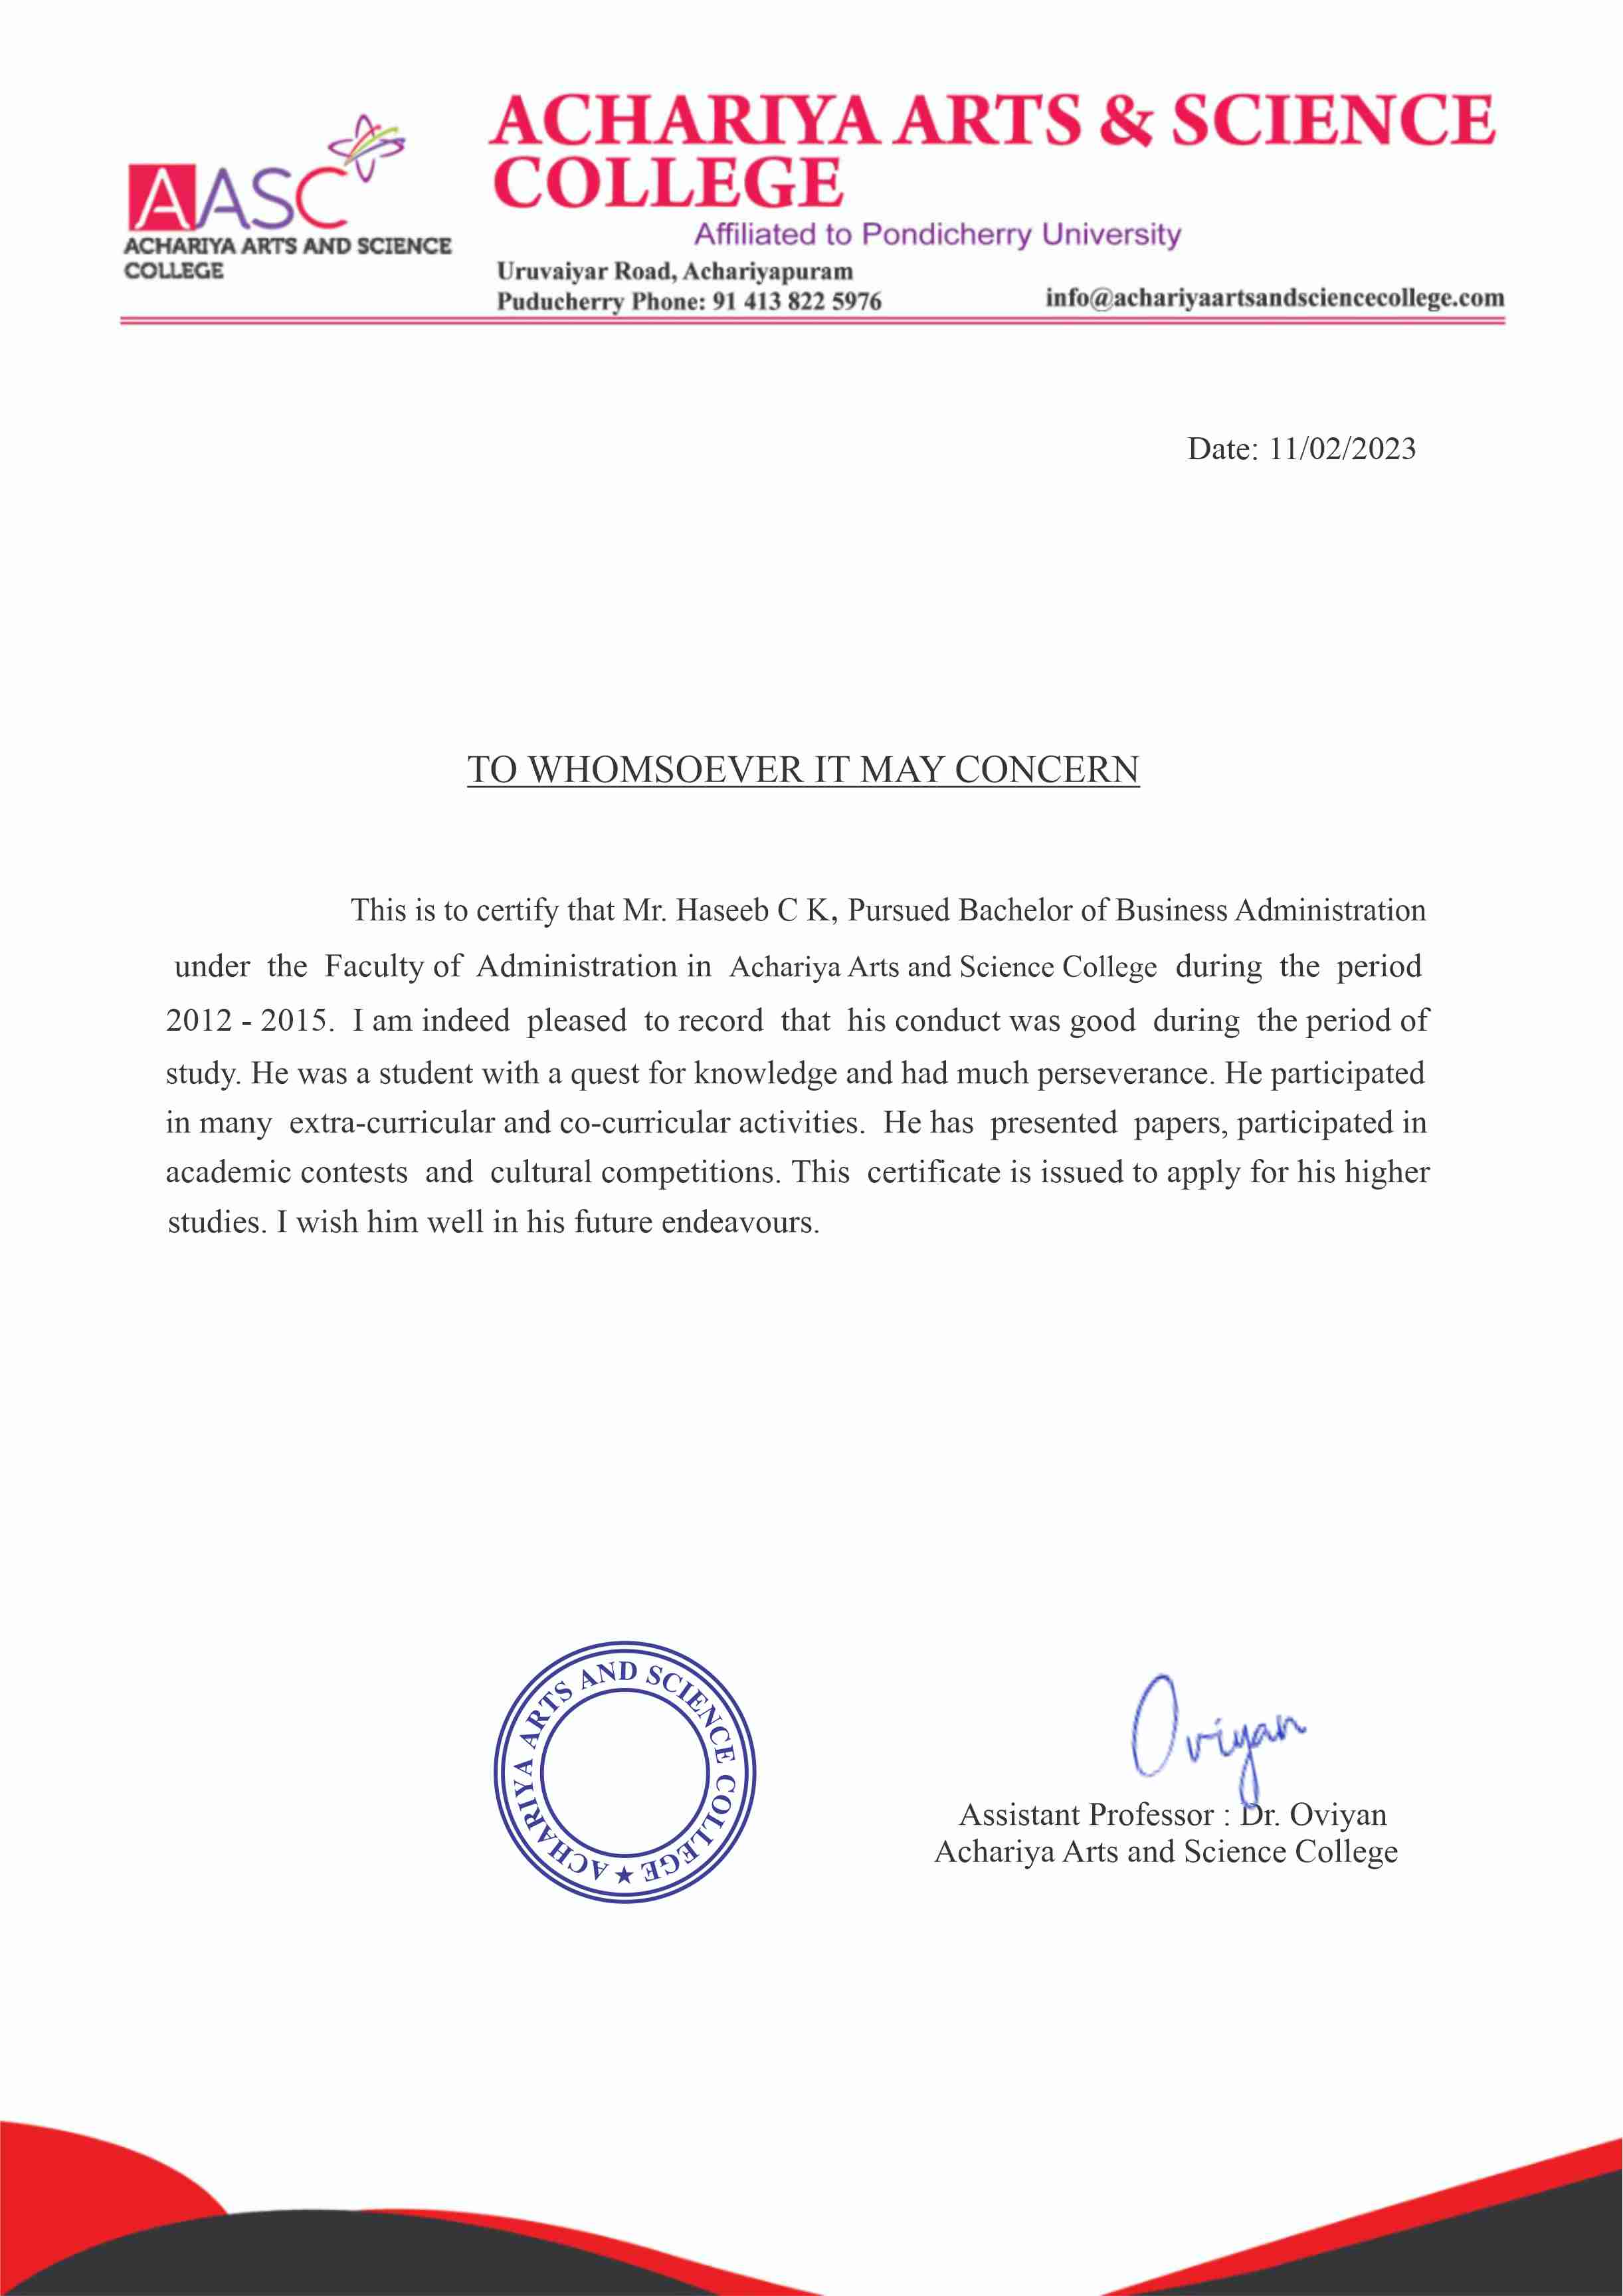 AASC
ACHARIYA ARTS AND SCIENCE
COLLEGE
ACHARIYA ARTS & SCIENCE
COLLEGE
Affiliated to Pondicherry University
Uruvaiyar Road, Achariyapuram
Puducherry Phone: 91 413 822 5976
info@achariyaartsandsciencecollege.com
Date: 11/02/2023
TO WHOMSOEVER IT MAY CONCERN
This is to certify that Mr. Haseeb C K, Pursued Bachelor of Business Administration
under the Faculty of Administration in Achariya Arts and Science College during the period
2012 - 2015. I am indeed pleased to record that his conduct was good during the period of
study. He was a student with a quest for knowledge and had much perseverance. He participated
in many extra-curricular and co-curricular activities. He has presented papers, participated in
academic contests and cultural competitions. This certificate is issued to apply for his higher
studies. I wish him well in his future endeavours.
ACHARIYA ARTS AND SCIENCE COLLEGE ★
Oviyan
Assistant Professor : Dr. Oviyan
Achariya Arts and Science College